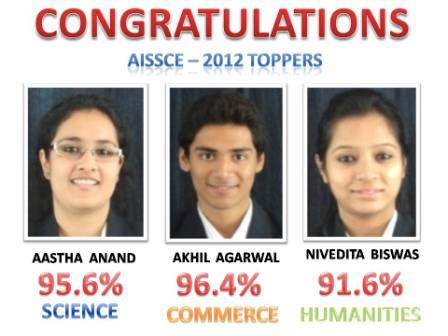 CONGRATULATIONS
AISSCE – 2012 TOPPERS
AASTHA ANAND AKHIL AGARWAL NIVEDITA BISWAS
95.6% 96.4% 91.6%
SCIENCE COMMERCE HUMANITIES